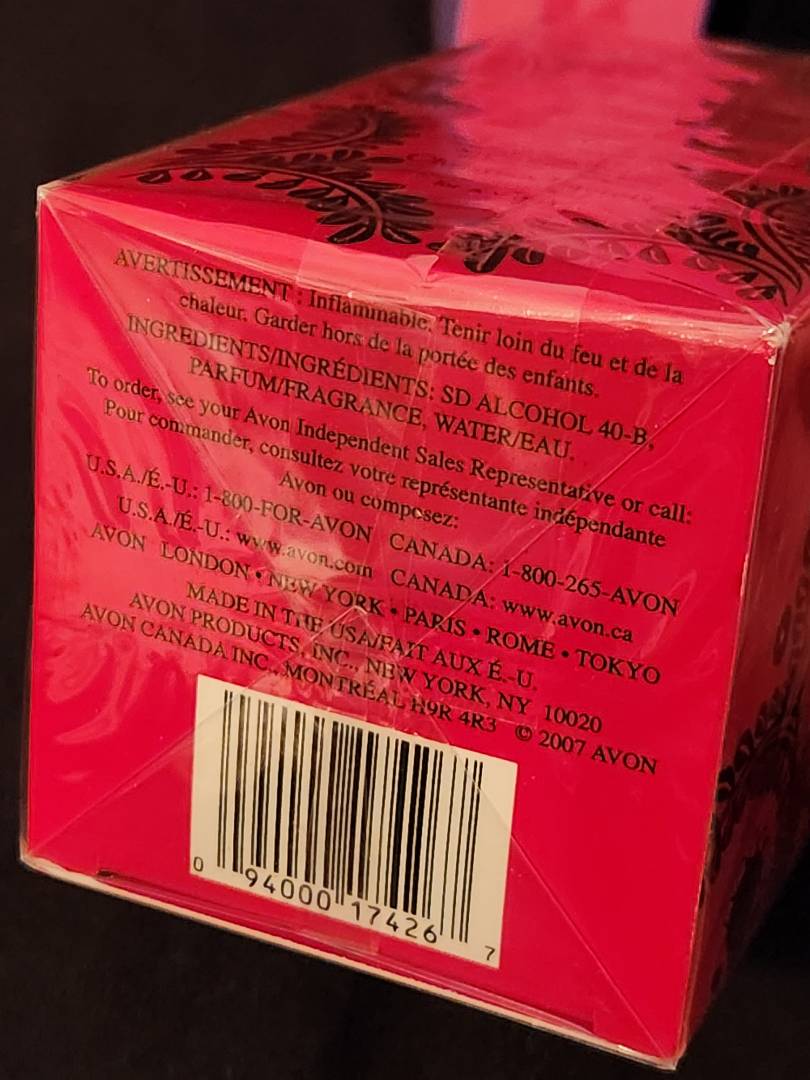 AVERTISSEMENT : Inflammable. Tenir loin du feu et de la
chaleur. Garder hors de la portée des enfants.
INGREDIENTS/INGRÉDIENTS: SD ALCOHOL 40-B,
PARFUM/FRAGRANCE, WATER/EAU.
To order, see your Avon Independent Sales Representative or call:
Pour commander, consultez votre représentante indépendante
Avon ou composez:
U.S.A./É.-U.: 1-800-FOR-AVON CANADA: 1-800-265-AVON
U.S.A./É.-U.: www.avon.com CANADA: www.avon.ca
AVON LONDON • NEW YORK • PARIS • ROME • TOKYO
MADE IN THE USA/FAIT AUX É.-U.
AVON PRODUCTS, INC., NEW YORK, NY 10020
AVON CANADA INC., MONTRÉAL H9R 4R3 © 2007 AVON
0 94000 17426 7